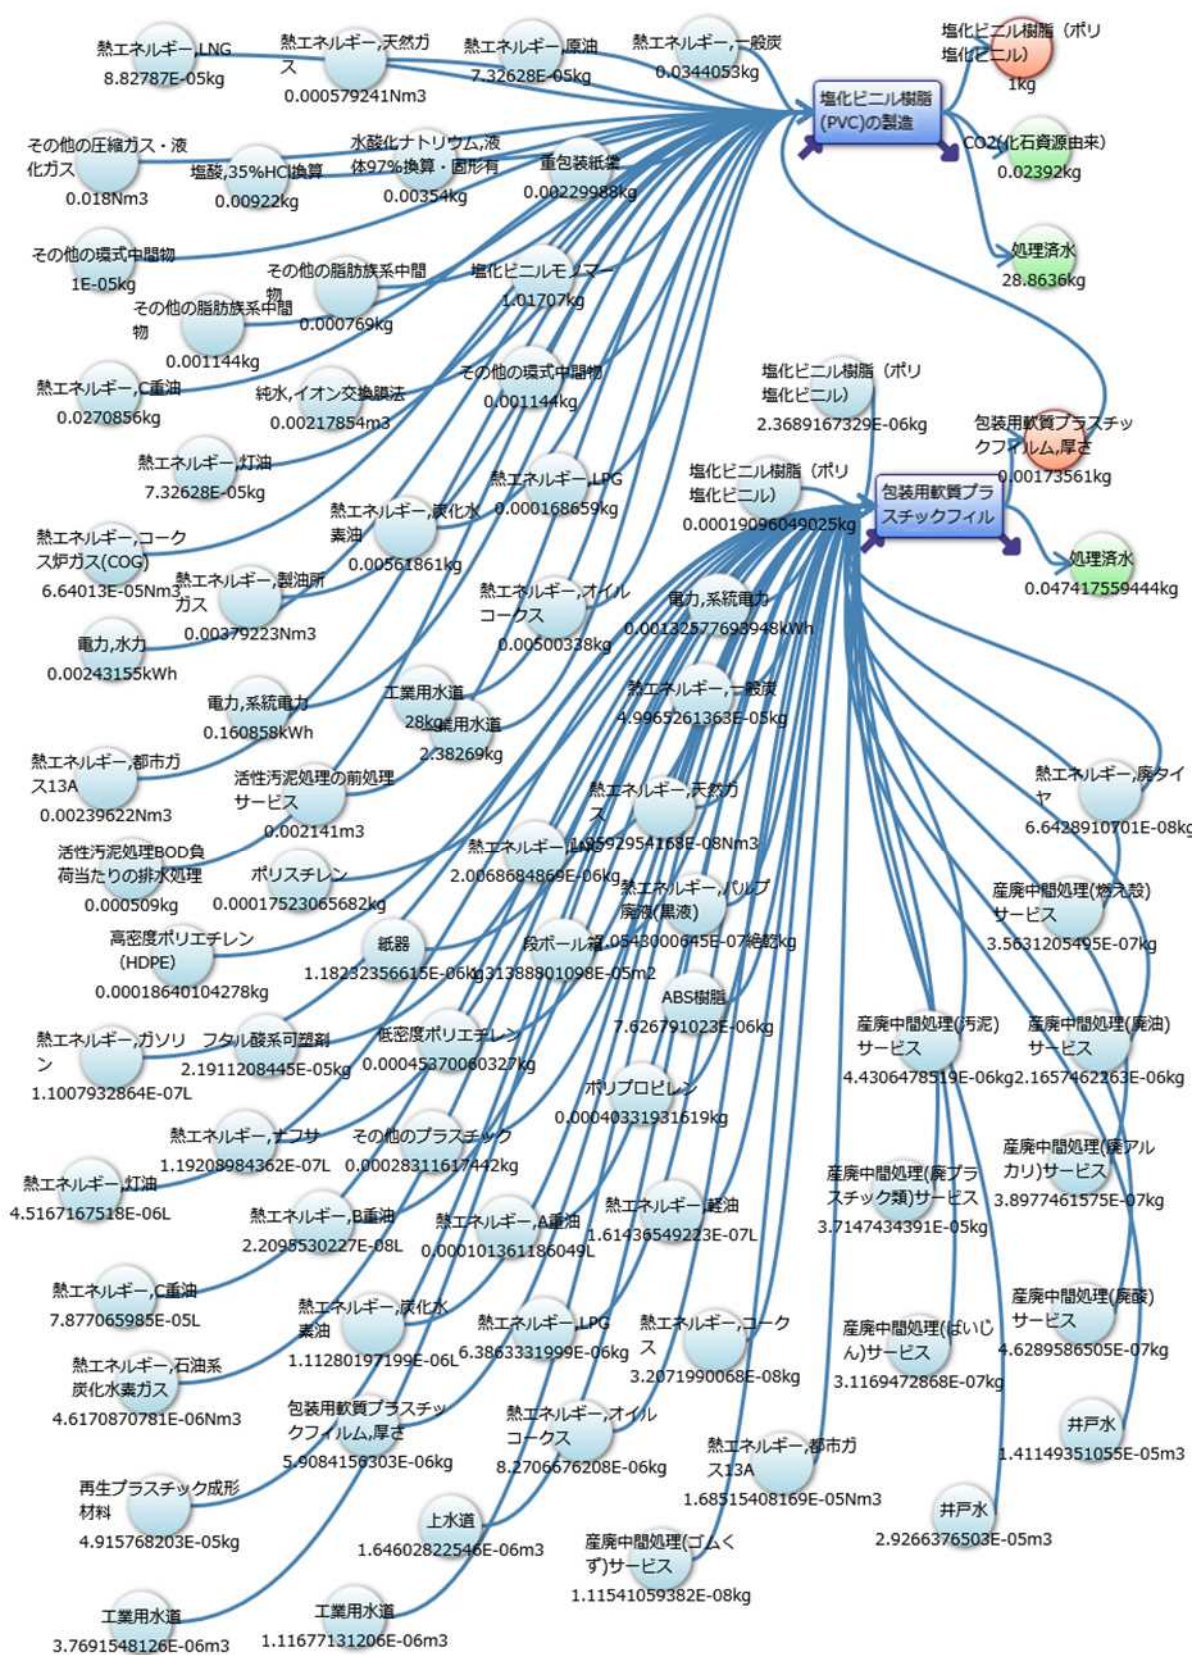 熱エネルギー,LNG
8.82787E-05kg
熱エネルギー,天然ガ
ス
0.000579241Nm3
熱エネルギー,原油
7.32628E-05kg
熱エネルギー,一般炭
0.0344053kg
塩化ビニル樹脂
(PVC)の製造
塩化ビニル樹脂（ポリ
塩化ビニル）
1kg
CO2(化石資源由来)
0.02392kg
処理済水
28.8636kg
その他の圧縮ガス・液
化ガス
0.018Nm3
塩酸,35%HCl換算
0.00922kg
水酸化ナトリウム,液
体97%換算・固形有
0.00354kg
重包装紙袋
0.00229988kg
その他の環式中間物
1E-05kg
その他の脂肪族系中間
物
0.001144kg
その他の脂肪族系中間
物
0.000769kg
塩化ビニルモノマー
1.01707kg
熱エネルギー,C重油
0.0270856kg
純水,イオン交換膜法
0.00217854m3
その他の環式中間物
0.001144kg
塩化ビニル樹脂（ポリ
塩化ビニル）
2.3689167329E-06kg
包装用軟質プラスチッ
クフィルム,厚さ
0.00173561kg
熱エネルギー,灯油
7.32628E-05kg
熱エネルギー,炭化水
素油
0.00561861kg
熱エネルギー,LPG
0.000168659kg
塩化ビニル樹脂（ポリ
塩化ビニル）
0.00019096049025kg
包装用軟質プラ
スチックフィル
処理済水
0.047417559444kg
熱エネルギー,コーク
ス炉ガス(COG)
6.64013E-05Nm3
熱エネルギー,製油所
ガス
0.00379223Nm3
熱エネルギー,オイル
コークス
0.00500338kg
電力,系統電力
0.00132577693948kWh
電力,水力
0.00243155kWh
電力,系統電力
0.160858kWh
工業用水道
28kg
工業用水道
2.38269kg
熱エネルギー,一般炭
4.9965261363E-05kg
熱エネルギー,都市ガ
ス13A
0.00239622Nm3
活性汚泥処理の前処理
サービス
0.002141m3
熱エネルギー,天然ガ
ス
熱エネルギー,廃タイ
ヤ
6.6428910701E-08kg
活性汚泥処理BOD負
荷当たりの排水処理
0.000509kg
ポリスチレン
0.00017523065682kg
熱エネルギー,LNG
2.0068684869E-06kg
熱エネルギー,パルプ
廃液(黒液)
産廃中間処理(燃え殻)
サービス
3.5631205495E-07kg
高密度ポリエチレン
（HDPE）
0.00018640104278kg
紙器
1.18232356615E-06kg
段ボール箱
ABS樹脂
7.626791023E-06kg
熱エネルギー,ガソリ
ン
1.1007932864E-07L
フタル酸系可塑剤
2.1911208445E-05kg
低密度ポリエチレン
0.00045370060327kg
ポリプロピレン
0.00040331931619kg
産廃中間処理(汚泥)
サービス
4.4306478519E-06kg
産廃中間処理(廃油)
サービス
2.1657462263E-06kg
熱エネルギー,ナフサ
1.19208984362E-07L
その他のプラスチック
0.00028311617442kg
熱エネルギー,灯油
4.5167167518E-06L
熱エネルギー,B重油
2.2095530227E-08L
熱エネルギー,A重油
0.000101361186049L
熱エネルギー,軽油
1.61436549223E-07L
産廃中間処理(廃プラ
スチック類)サービス
3.7147434391E-05kg
産廃中間処理(廃アル
カリ)サービス
3.8977461575E-07kg
熱エネルギー,C重油
7.877065985E-05L
熱エネルギー,炭化水
素油
1.11280197199E-06L
熱エネルギー,LPG
6.3863331999E-06kg
熱エネルギー,コーク
ス
3.2071990068E-08kg
産廃中間処理(ばいじ
ん)サービス
3.1169472868E-07kg
産廃中間処理(廃酸)
サービス
4.6289586505E-07kg
熱エネルギー,石油系
炭化水素ガス
4.6170870781E-06Nm3
包装用軟質プラスチッ
クフィルム,厚さ
5.9084156303E-06kg
熱エネルギー,オイル
コークス
8.2706676208E-06kg
熱エネルギー,都市ガ
ス13A
1.68515408169E-05Nm3
井戸水
1.41149351055E-05m3
再生プラスチック成形
材料
4.915768203E-05kg
上水道
1.64602822546E-06m3
産廃中間処理(ゴムく
ず)サービス
1.11541059382E-08kg
井戸水
2.9266376503E-05m3
工業用水道
3.7691548126E-06m3
工業用水道
1.11677131206E-06m3